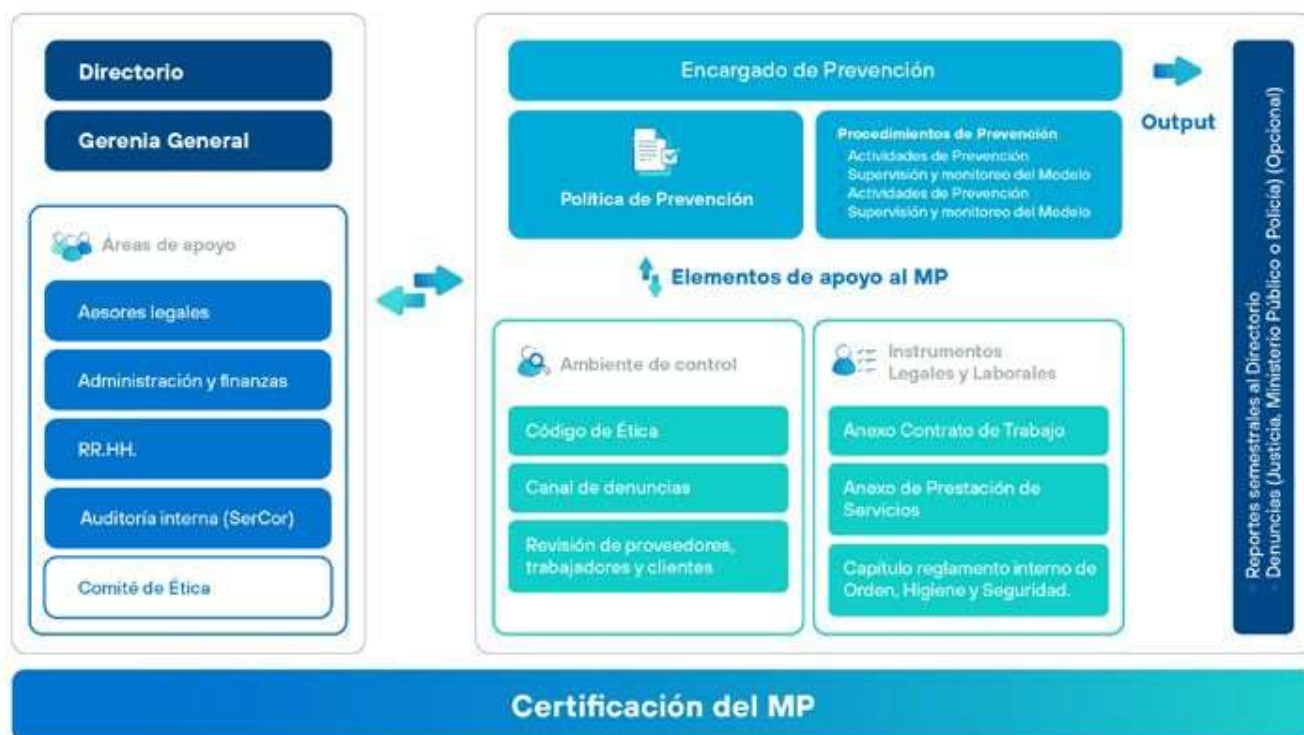 Directorio
Gerenia General
Áreas de apoyo
Aesores legales
Administración y finanzas
RR.HH.
Auditoría interna (SerCor)
Comité de Ética
Encargado de Prevención
Política de Prevención
Procedimientos de Prevención
Actividades de Prevención
Supervisión y monitoreo del Modelo
Actividades de Prevención
Supervisión y monitoreo del Modelo
Elementos de apoyo al MP
Ambiente de control
Código de Ética
Canal de denuncias
Revisión de proveedores,
trabajadores y clientes
Instrumentos
Legales y Laborales
Anexo Contrato de Trabajo
Anexo de Prestación de
Servicios
Capítulo reglamento interno de
Orden, Higiene y Seguridad.
Output
Reportes semestrales al Directorio
Denuncias (Justicia, Ministerio Público o Policía) (Opcional)
Certificación del MP